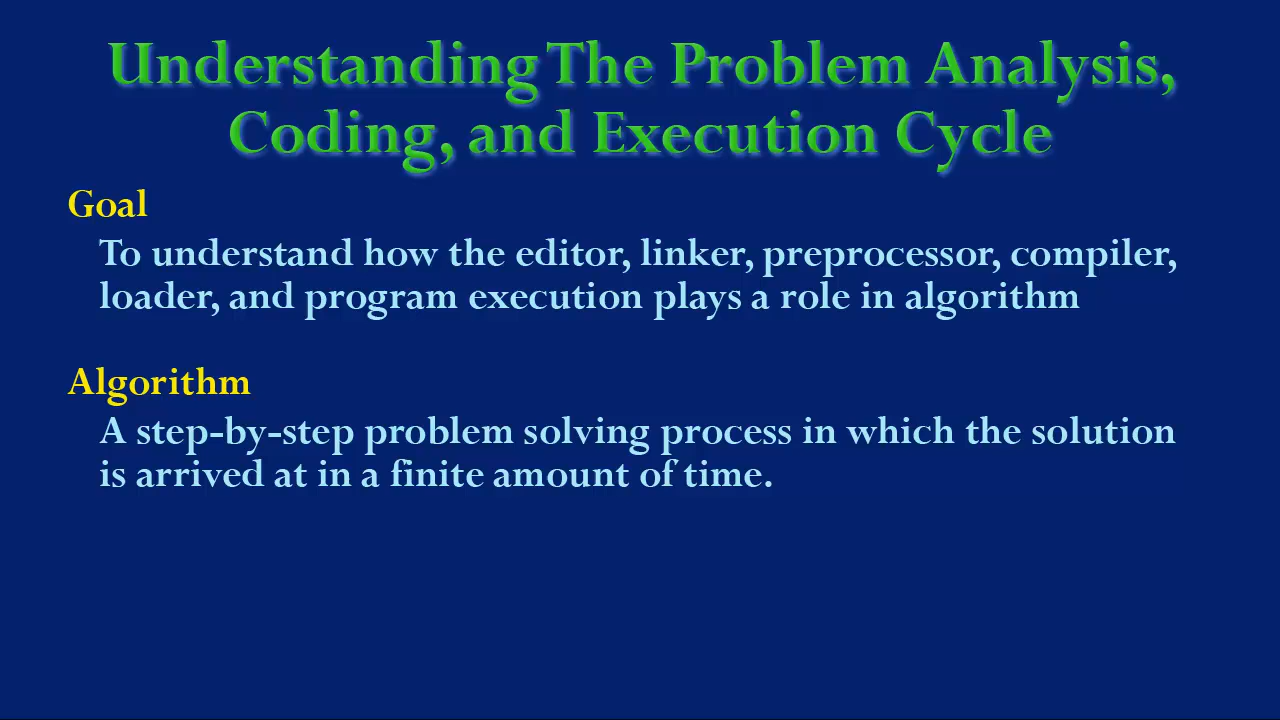 Understanding The Problem Analysis,
Coding, and Execution Cycle
Goal
To understand how the editor, linker, preprocessor, compiler,
loader, and program execution plays a role in algorithm
Algorithm
A step-by-step problem solving process in which the solution
is arrived at in a finite amount of time.